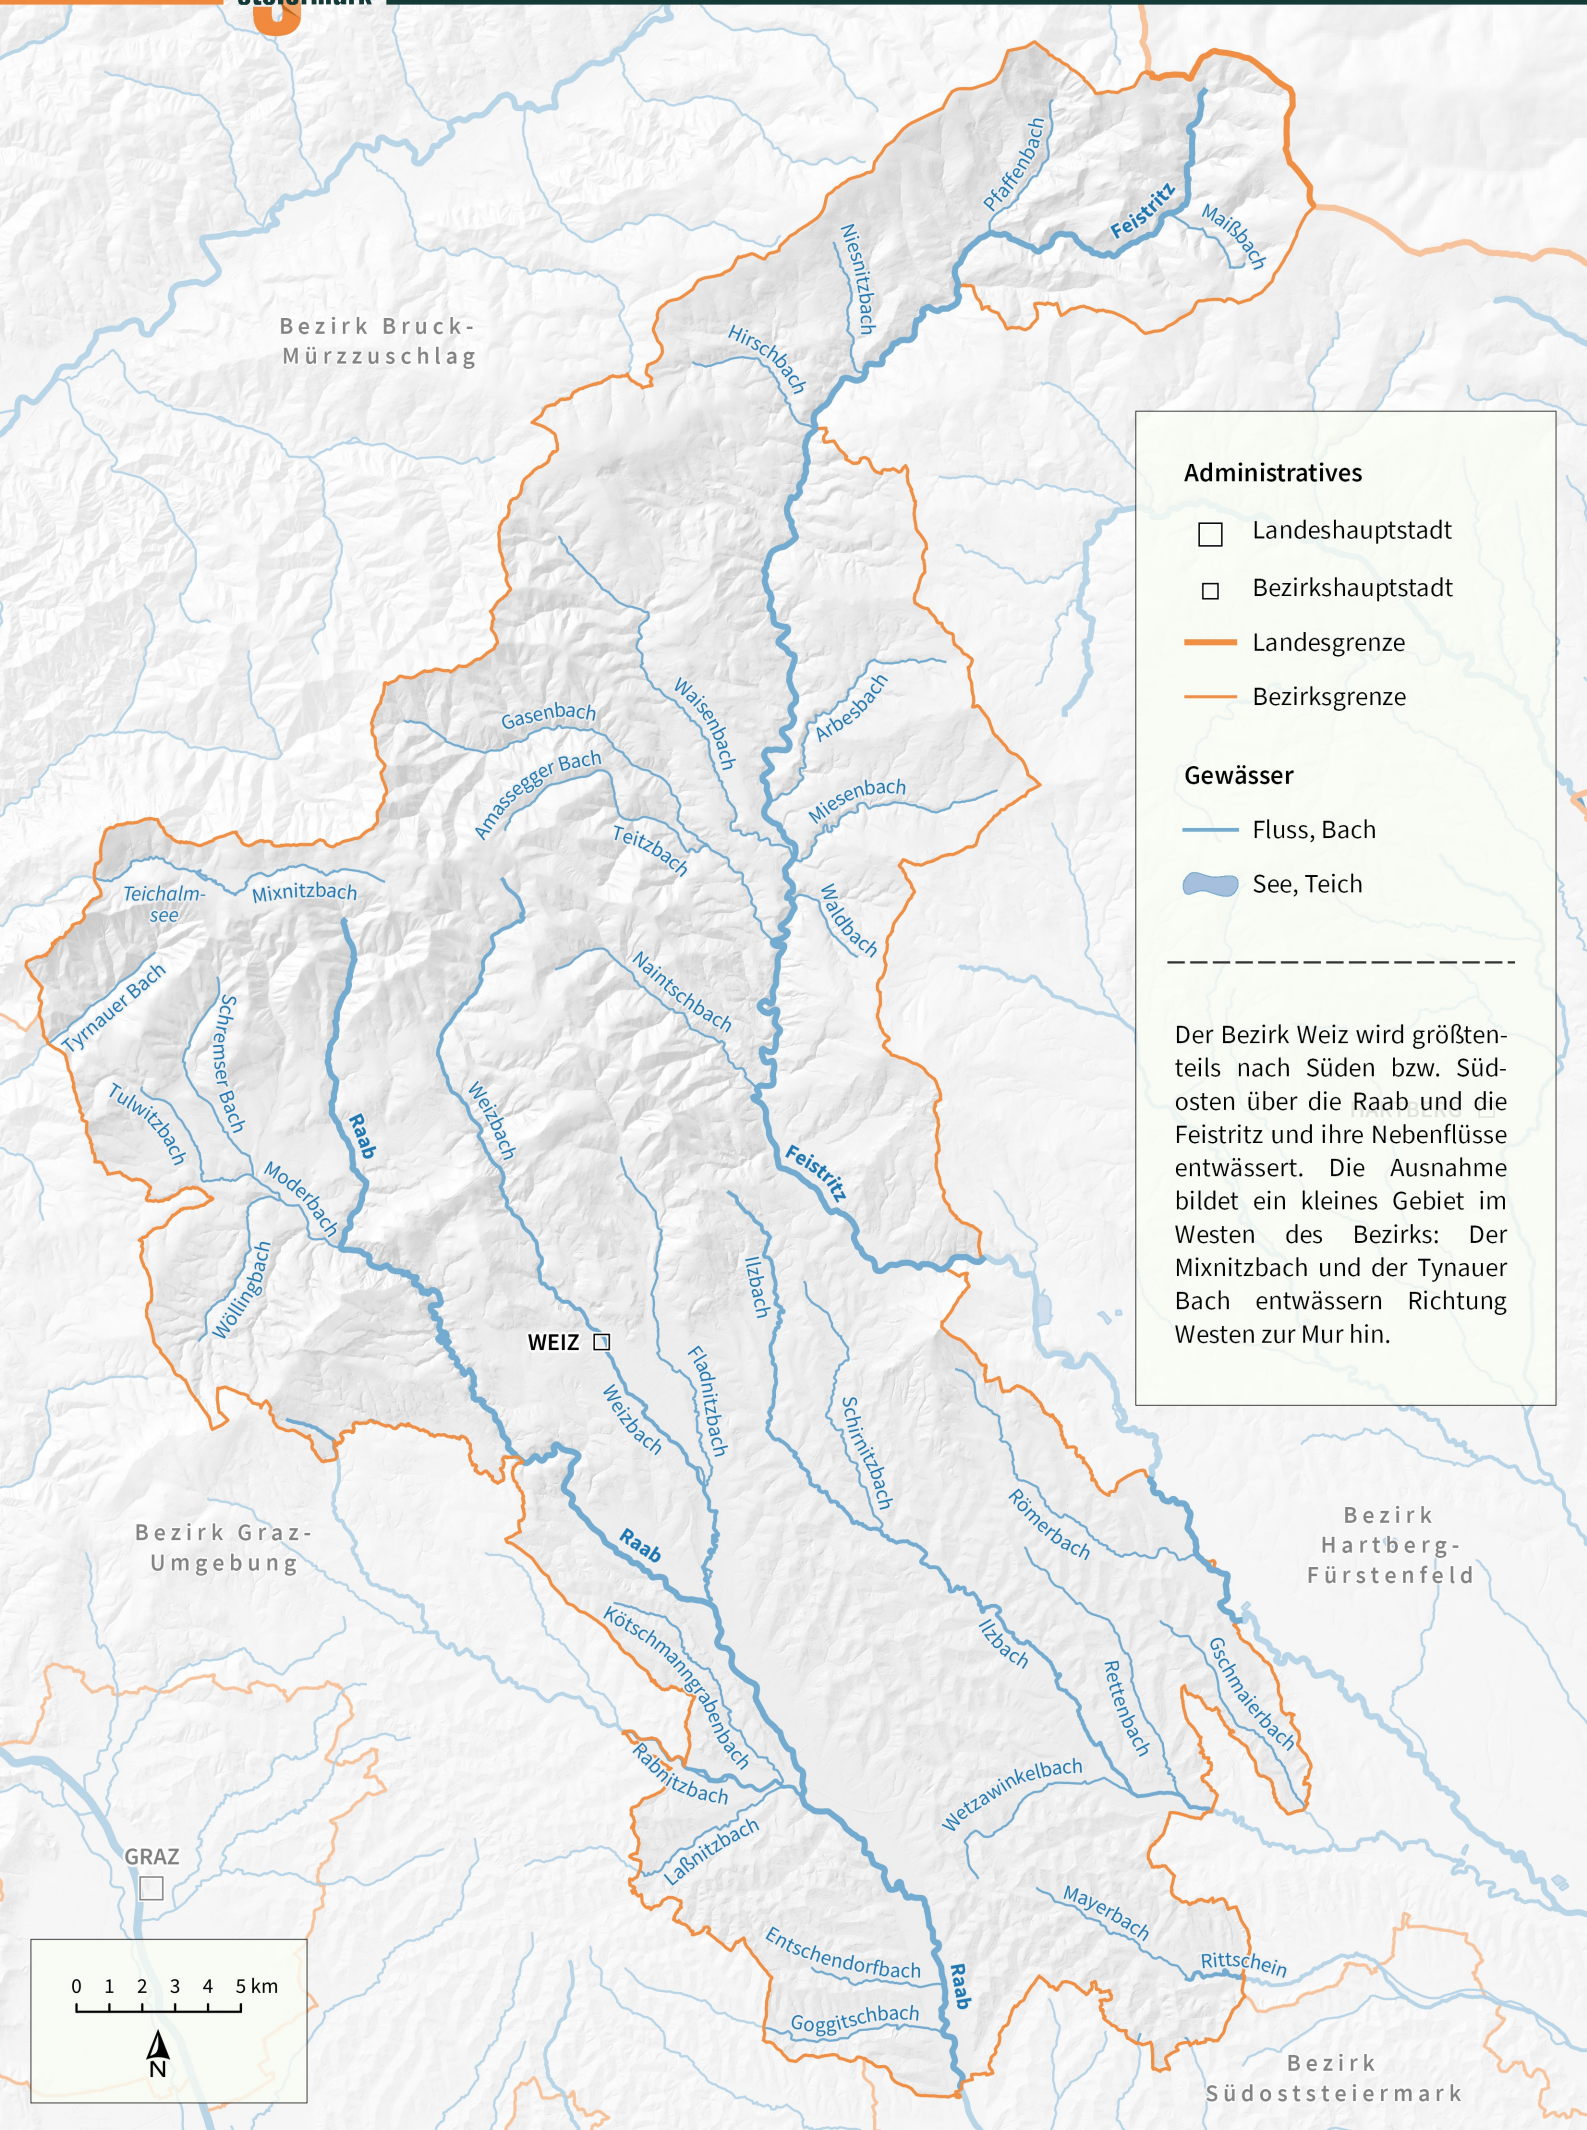 Steiermark
Pfaffenbach
Feistritz
Maißbach
Niesnitzbach
Hirschbach
Bezirk Bruck-
Mürzzuschlag
Administratives
Landeshauptstadt
Bezirkshauptstadt
Landesgrenze
Bezirksgrenze
Gewässer
Fluss, Bach
See, Teich
Der Bezirk Weiz wird größten-
teils nach Süden bzw. Süd-
osten über die Raab und die
Feistritz und ihre Nebenflüsse
entwässert. Die Ausnahme
bildet ein kleines Gebiet im
Westen des Bezirks: Der
Mixnitzbach und der Tynauer
Bach entwässern Richtung
Westen zur Mur hin.
HARTBERG
Waisenbach
Arbesbach
Gasenbach
Amassegger Bach
Miesenbach
Teitzbach
Teichalm-
see
Mixnitzbach
Waldbach
Naintschbach
Tyrnauer Bach
Schremser Bach
Tulwitzbach
Raab
Weizbach
Moderbach
Feistritz
Wöllingbach
Ilzbach
WEIZ
Fladnitzbach
Weizbach
Schirnitzbach
Römerbach
Bezirk Graz-
Umgebung
Raab
Bezirk
Hartberg-
Fürstenfeld
Kötschmanngrabenbach
Ilzbach
Rettenbach
Gschmaierbach
Rabnitzbach
Wetzawinkelbach
Laßnitzbach
GRAZ
Mayerbach
Entschendorfbach
Rittschein
Raab
Goggitschbach
0 1 2 3 4 5 km
N
Bezirk
Südoststeiermark